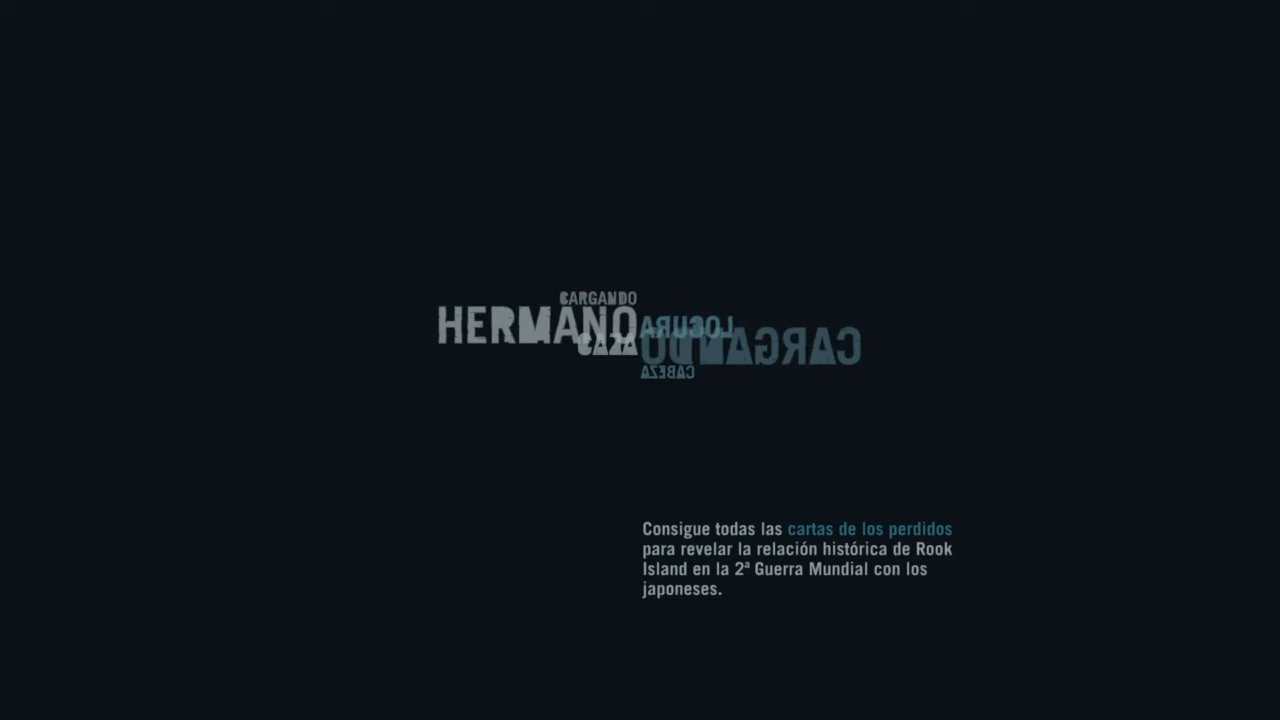 CARGANDO
HERMANO
LOCURA
CARGANDO
CAZA
CABEZA
Consigue todas las cartas de los perdidos
para revelar la relación histórica de Rook
Island en la 2ª Guerra Mundial con los
japoneses.